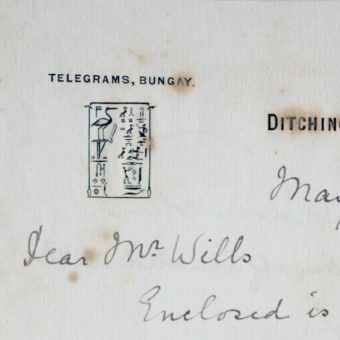 TELEGRAMS, BUNGAY.
DITCHING
May
Dear Mr. Wills
Enclosed is